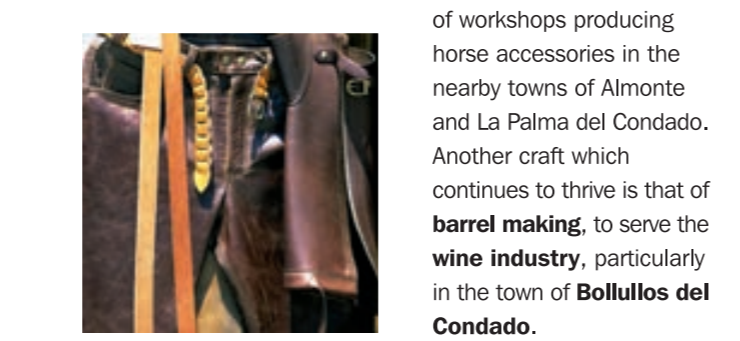 of workshops producing
horse accessories in the
nearby towns of Almonte
and La Palma del Condado.
Another craft which
continues to thrive is that of
barrel making, to serve the
wine industry, particularly
in the town of Bollullos del
Condado.